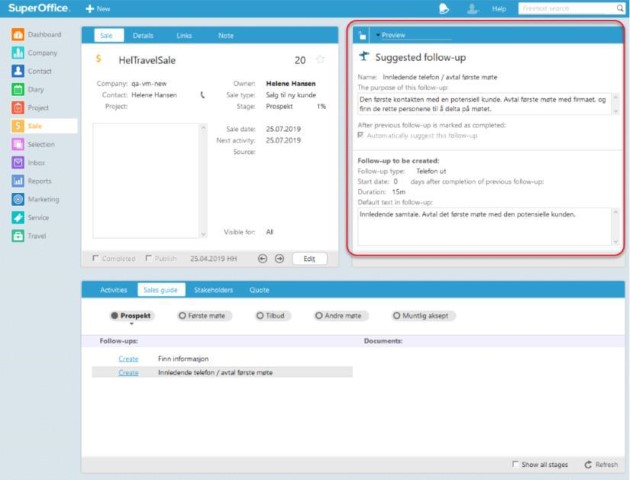 SuperOffice.
+ New
Help
Freetext search
Dashboard
Company
Contact
Diary
Project
Sale
Selection
Inbox
Reports
Marketing
Service
Travel
Sale Details Links Note
HelTravelSale 20
Company: qa-vm-new
Contact: Helene Hansen
Project:
Owner: Helene Hansen
Sale type: Salg til ny kunde
Stage: Prospekt 1%
Sale date: 25.07.2019
Next activity: 25.07.2019
Source:
Visible for: All
Completed Publish 25.04.2019 HH Edit
Preview
Suggested follow-up
Name: Innledende telefon / avtal første møte
The purpose of this follow-up:
Den første kontakten med en potensiell kunde. Avtal første møte med firmaet, og
finn de rette personene til å delta på møtet.
After previous follow-up is marked as completed:
Automatically suggest this follow-up
Follow-up to be created:
Follow-up type: Telefon ut
Start date: 0 days after completion of previous follow-up:
Duration: 15m
Default text in follow-up:
Innledende samtale. Avtal det første møte med den potensielle kunden.
Activities Sales guide Stakeholders Quote
Prospekt Første møte Tilbud Andre møte Muntlig aksept
Follow-ups: Documents:
Create Finn informasjon
Create Innledende telefon / avtal første møte
Show all stages Refresh